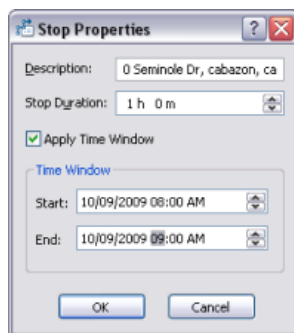 Stop Properties
Description: 0 Seminole Dr, cabazon, ca
Stop Duration: 1 h 0 m
Apply Time Window
Time Window
Start: 10/09/2009 08:00 AM
End: 10/09/2009 09:00 AM
OK Cancel